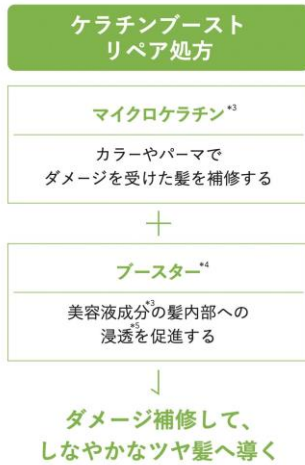 ケラチンブースト
リペア処方
マイクロケラチン*3
カラーやパーマで
ダメージを受けた髪を補修する
+
ブースター*4
美容液成分*3の髪内部への
浸透*5を促進する
ダメージ補修して、
しなやかなツヤ髪へ導く